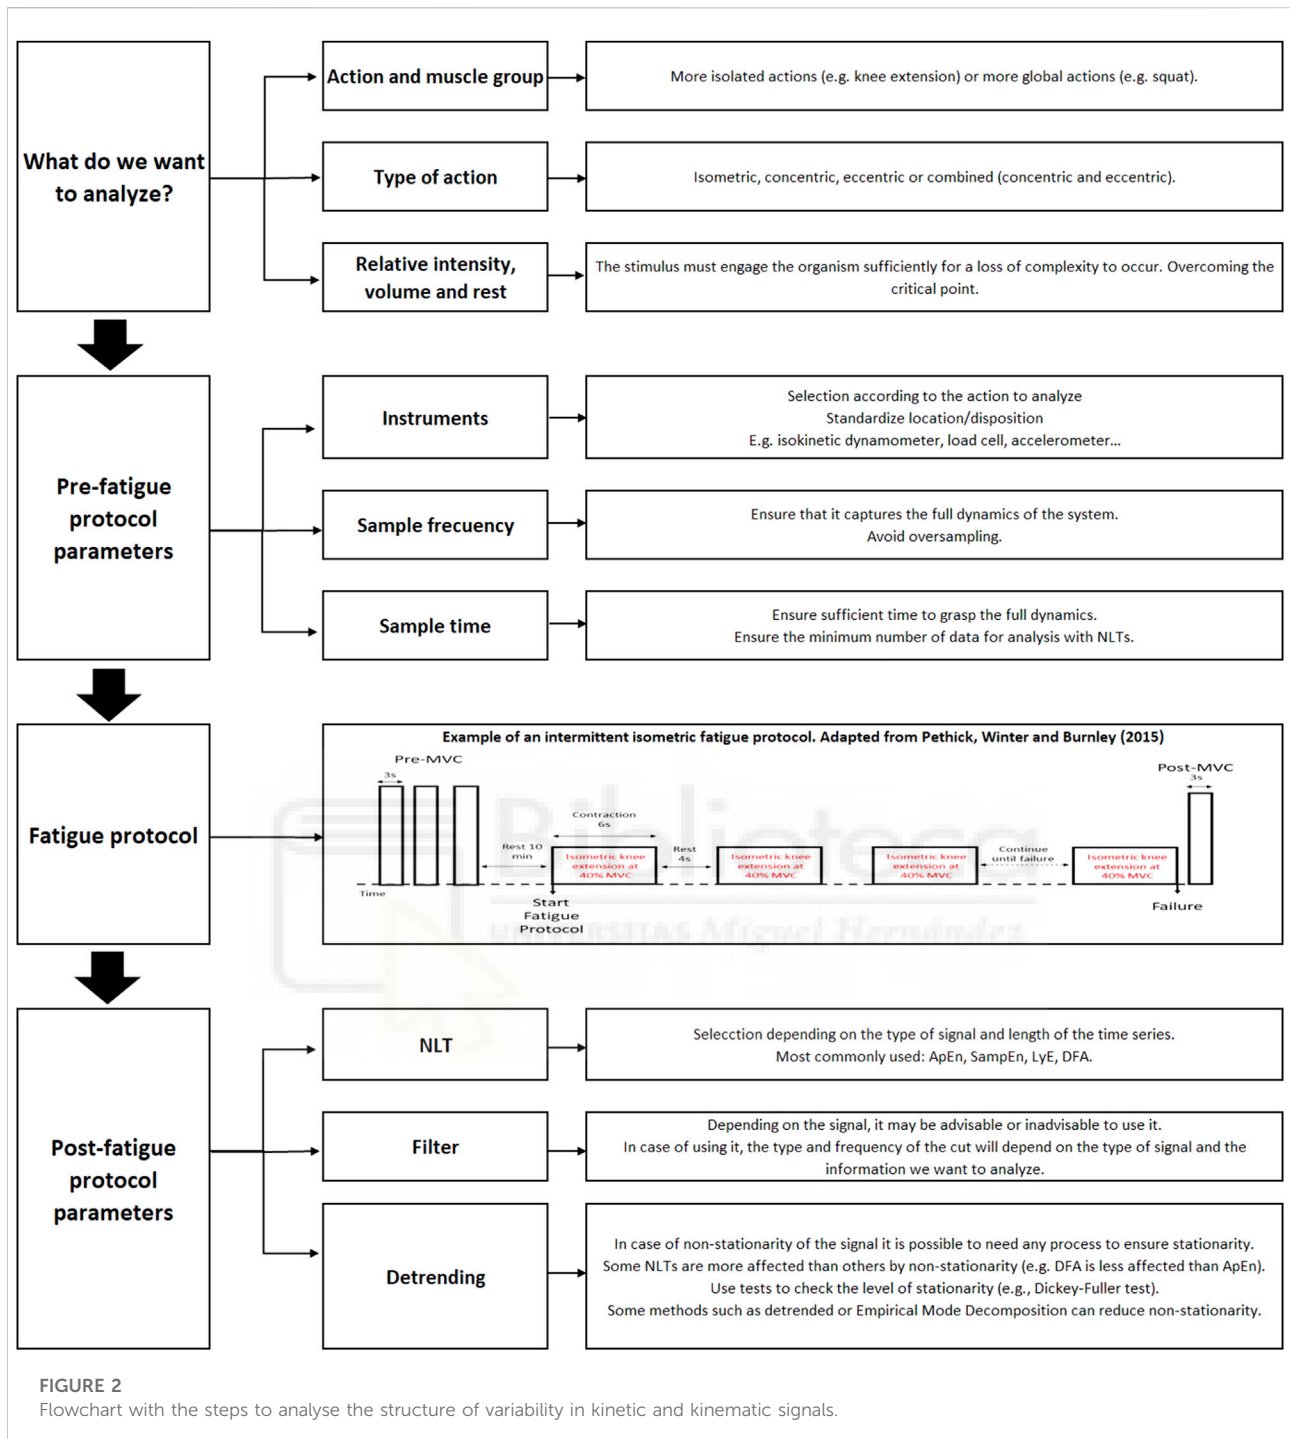 What do we want
to analyze?
Action and muscle group
More isolated actions (e.g. knee extension) or more global actions (e.g. squat).
Type of action
Isometric, concentric, eccentric or combined (concentric and eccentric).
Relative intensity,
volume and rest
The stimulus must engage the organism sufficiently for a loss of complexity to occur. Overcoming the
critical point.
Pre-fatigue
protocol
parameters
Instruments
Selection according to the action to analyze
Standardize location/disposition
E.g. isokinetic dynamometer, load cell, accelerometer...
Sample frecuency
Ensure that it captures the full dynamics of the system.
Avoid oversampling.
Sample time
Ensure sufficient time to grasp the full dynamics.
Ensure the minimum number of data for analysis with NLTs.
Fatigue protocol
Example of an intermittent isometric fatigue protocol. Adapted from Pethick, Winter and Burnley (2015)
Pre-MVC
3s
Rest 10
min
Contraction
6s
Isometric knee
extension at
40% MVC
Rest
4s
Isometric knee
extension at
40% MVC
Isometric knee
extension at
40% MVC
Continue
until failure
Isometric knee
extension at
40% MVC
Post-MVC
3s
Time
Start
Fatigue
Protocol
Failure
Biblioteca
UNIVERSITAS Miguel Hernández
Post-fatigue
protocol
parameters
NLT
Selecction depending on the type of signal and length of the time series.
Most commonly used: ApEn, SampEn, LyE, DFA.
Filter
Depending on the signal, it may be advisable or inadvisable to use it.
In case of using it, the type and frequency of the cut will depend on the type of signal and the
information we want to analyze.
Detrending
In case of non-stationarity of the signal it is possible to need any process to ensure stationarity.
Some NLTs are more affected than others by non-stationarity (e.g. DFA is less affected than ApEn).
Use tests to check the level of stationarity (e.g., Dickey-Fuller test).
Some methods such as detrended or Empirical Mode Decomposition can reduce non-stationarity.
FIGURE 2
Flowchart with the steps to analyse the structure of variability in kinetic and kinematic signals.